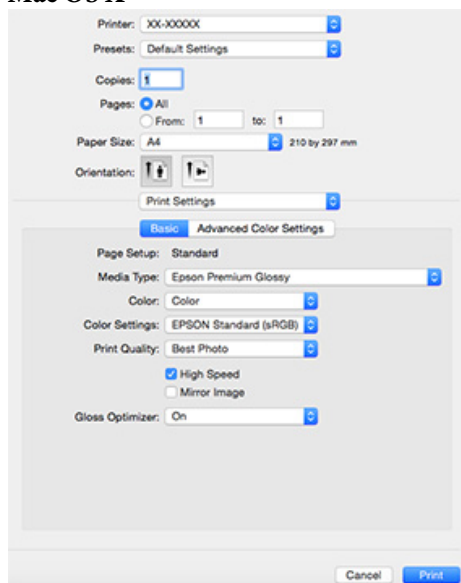 Printer: XX-XXXXX
Presets: Default Settings
Copies: 1
Pages: All
From: 1 to: 1
Paper Size: A4 210 by 297 mm
Orientation:
Print Settings
Basic Advanced Color Settings
Page Setup: Standard
Media Type: Epson Premium Glossy
Color: Color
Color Settings: EPSON Standard (sRGB)
Print Quality: Best Photo
High Speed
Mirror Image
Gloss Optimizer: On
Cancel Print